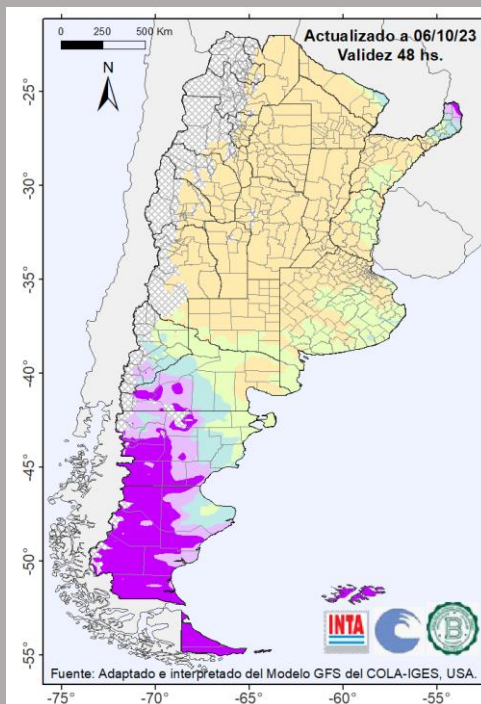 Actualizado a 06/10/23
Validez 48 hs.
0 250 500 Km
N
-25°
-30°
-35°
-40°
-45°
-50°
-55°
INTA
B
Fuente: Adaptado e interpretado del Modelo GFS del COLA-IGES, USA.
-75° -70° -65° -60° -55°